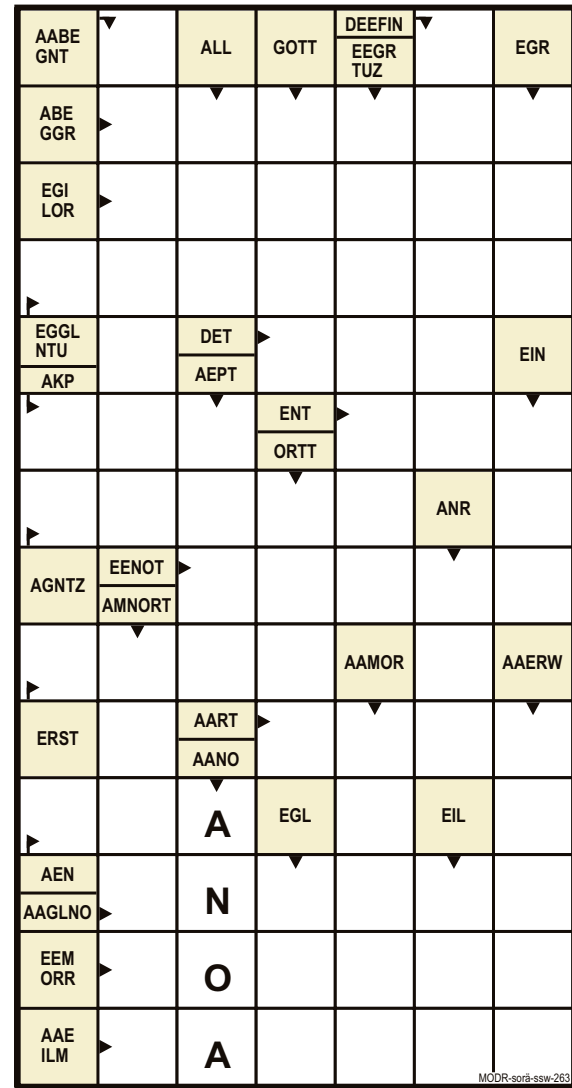 AABE
GNT
ALL
GOTT
DEEFIN
EEGR
TUZ
EGR
ABE
GGR
EGI
LOR
EGGL
NTU
AKP
DET
AEPT
EIN
ENT
ORTT
ANR
AGNTZ
EENOT
AMNORT
AAMOR
AAERW
ERST
AART
AANO
A
EGL
EIL
AEN
AAGLNO
N
EEM
ORR
O
AAE
ILM
A
MODR-sorä-ssw-263